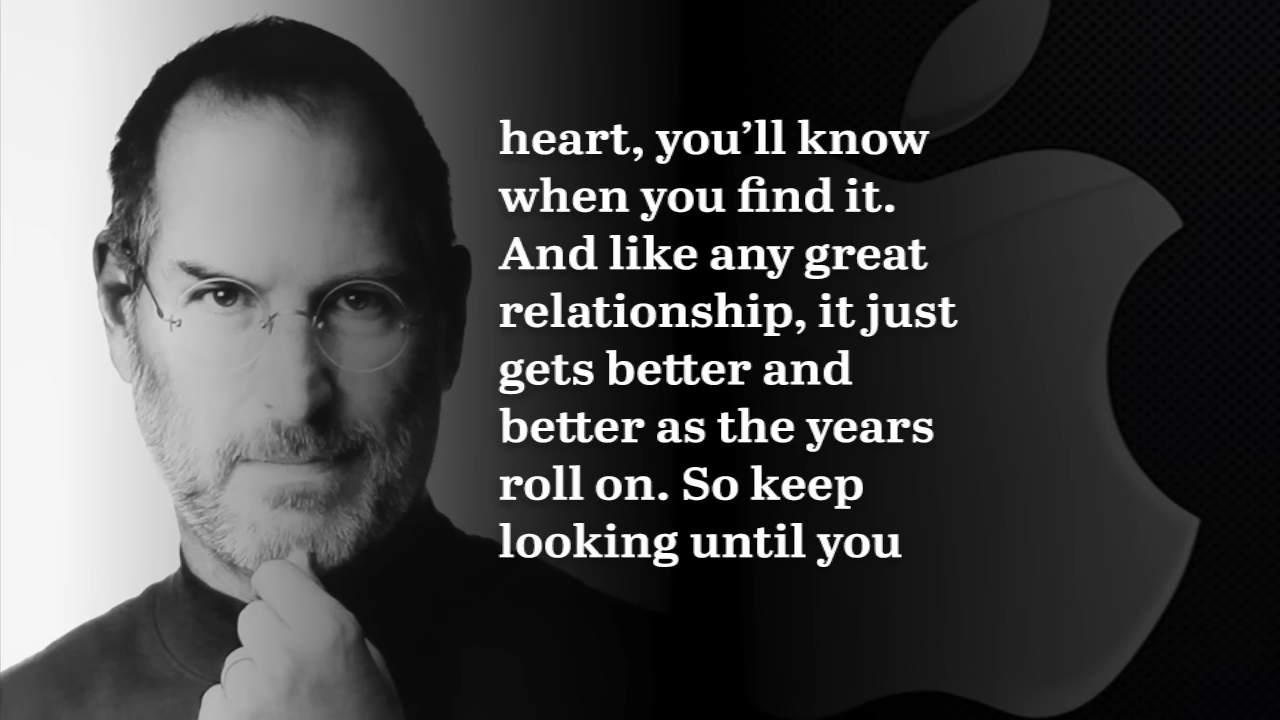 heart, you’ll know
when you find it.
And like any great
relationship, it just
gets better and
better as the years
roll on. So keep
looking until you